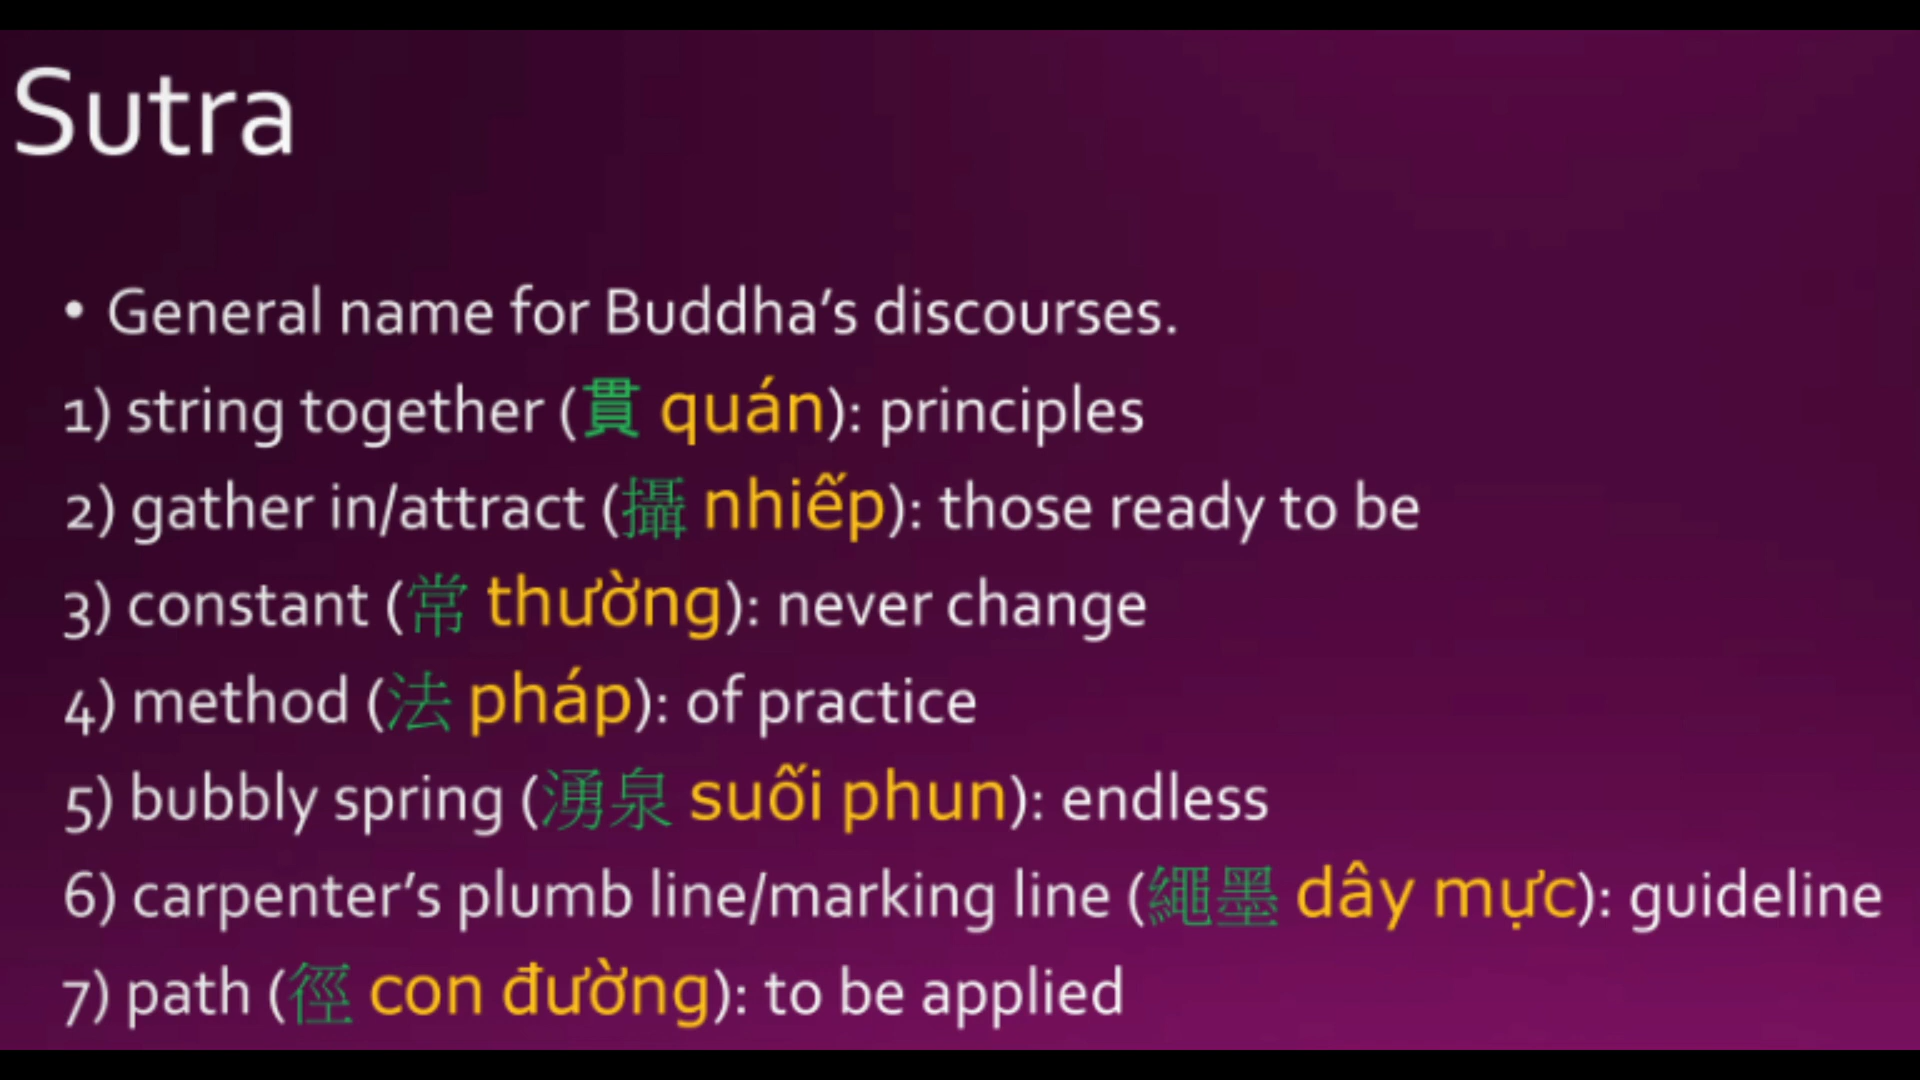 Sutra
• General name for Buddha’s discourses.
1) string together (貫 quán): principles
2) gather in/attract (攝 nhiếp): those ready to be
3) constant (常 thường): never change
4) method (法 pháp): of practice
5) bubbly spring (湧泉 suỗi phun): endless
6) carpenter’s plumb line/marking line (繩墨 dây mực): guideline
7) path (徑 con đường): to be applied